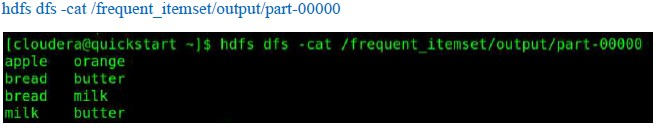 hdfs dfs -cat /frequent_itemset/output/part-00000
[cloudera@quickstart ~]$ hdfs dfs -cat /frequent_itemset/output/part-00000
apple orange
bread butter
bread milk
milk butter